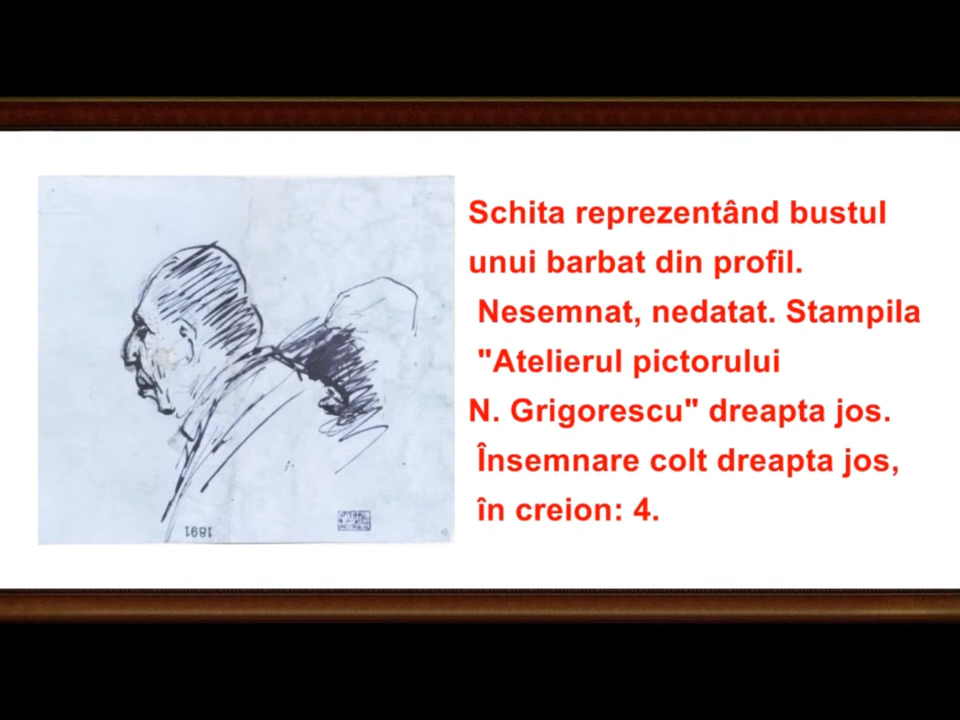 Schita reprezentând bustul
unui barbat din profil.
Nesemnat, nedatat. Stampila
"Atelierul pictorului
N. Grigorescu" dreapta jos.
Însemnare colt dreapta jos,
în creion: 4.
1891